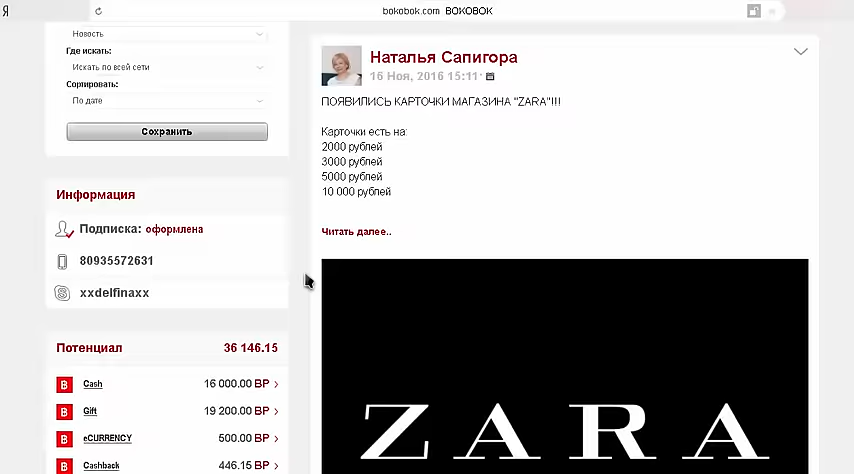 Я
bokobok.com BOKOBOK
Новость
Где искать:
Искать по всей сети
Сортировать:
По дате
Сохранить
Информация
Подписка: оформлена
80935572631
xxdelfinaxx
Потенциал 36 146.15
B Cash 16 000.00 BP >
B Gift 19 200.00 BP >
B eCURRENCY 500.00 BP >
B Cashback 446.15 BP >
Наталья Сапигора
16 Ноя, 2016 15:11
ПОЯВИЛИСЬ КАРТОЧКИ МАГАЗИНА "ZARA"!!!
Карточки есть на:
2000 рублей
3000 рублей
5000 рублей
10 000 рублей
Читать далее..
ZARA